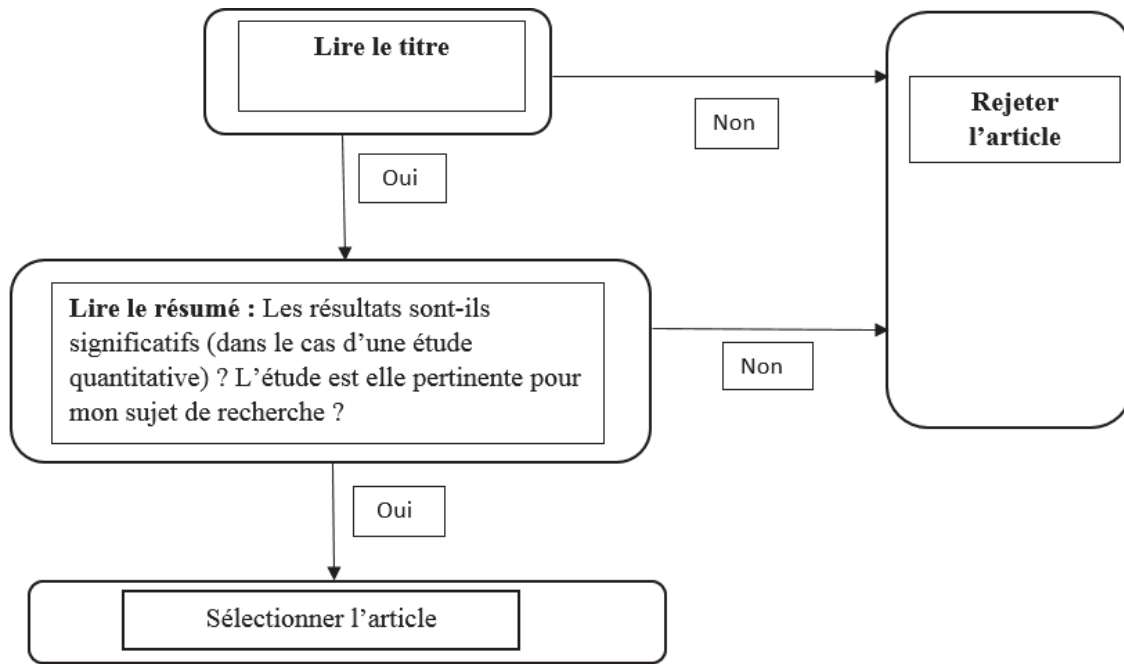 Lire le titre
Non
Rejeter
l’article
Oui
Lire le résumé : Les résultats sont-ils
significatifs (dans le cas d’une étude
quantitative) ? L’étude est elle pertinente pour
mon sujet de recherche ?
Non
Oui
Sélectionner l’article